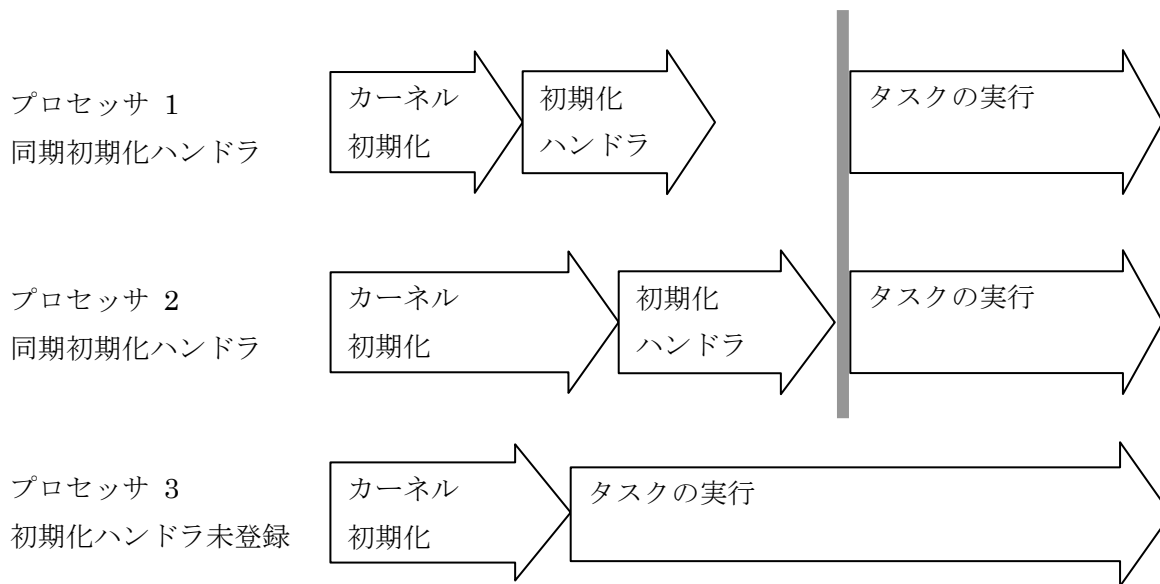 プロセッサ 1
同期初期化ハンドラ
カーネル
初期化
初期化
ハンドラ
タスクの実行
プロセッサ 2
同期初期化ハンドラ
カーネル
初期化
初期化
ハンドラ
タスクの実行
プロセッサ 3
初期化ハンドラ未登録
カーネル
初期化
タスクの実行